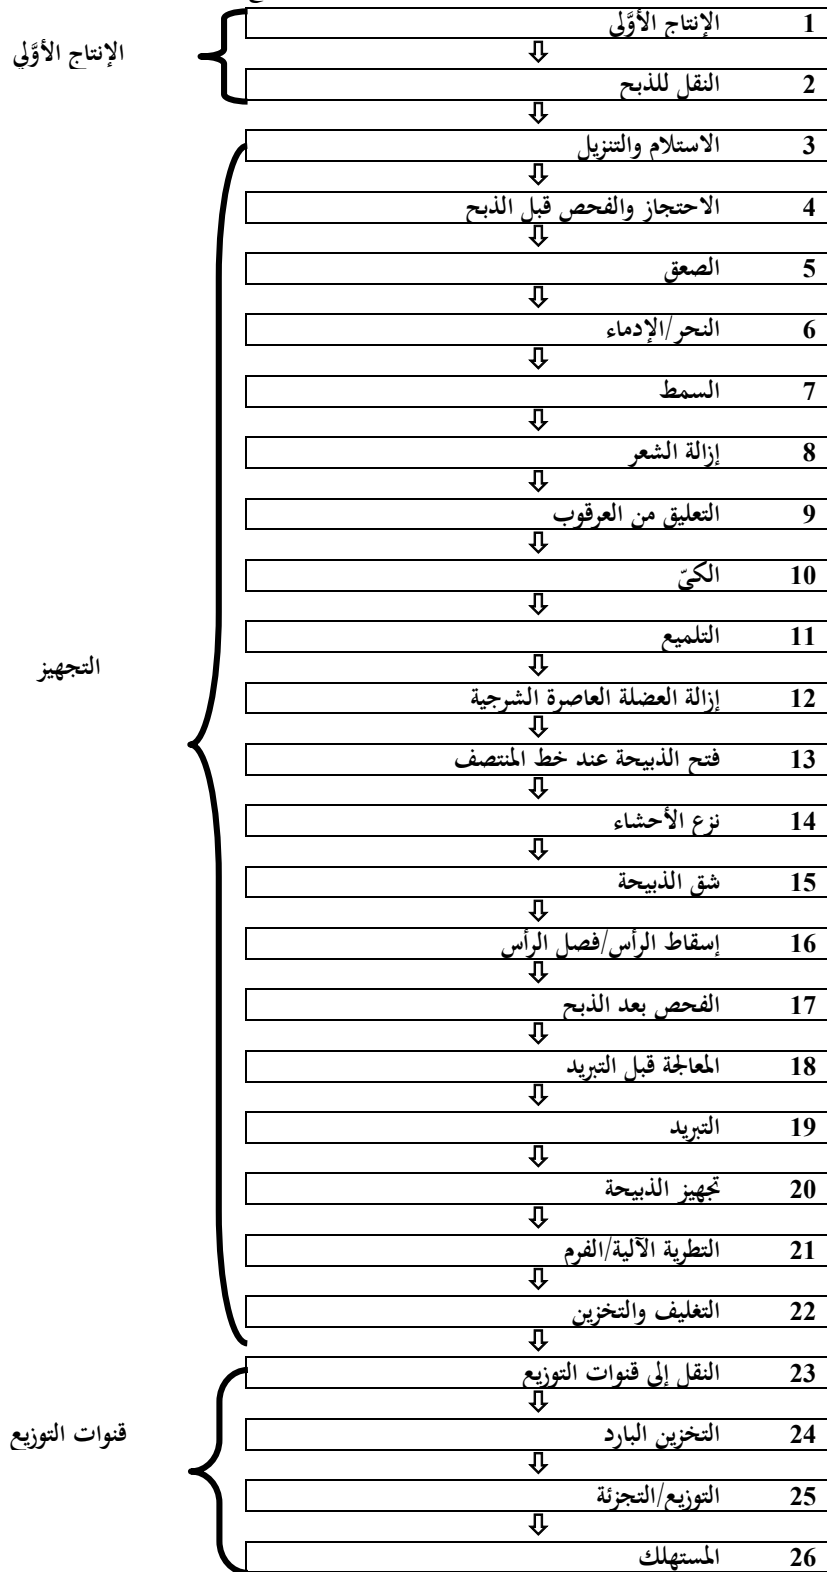 1 الإنتاج الأوَّلي
الإنتاج الأوَّلي
2 النقل للذبح
3 الاستلام والتنزيل
4 الاحتجاز والفحص قبل الذبح
5 الصعق
6 النحر/الإدماء
7 السمط
8 إزالة الشعر
9 التعليق من العرقوب
10 الكيّ
11 التلميع
التجهيز
12 إزالة العضلة العاصرة الشرجية
13 فتح الذبيحة عند خط المنتصف
14 نزع الأحشاء
15 شق الذبيحة
16 إسقاط الرأس/فصل الرأس
17 الفحص بعد الذبح
18 المعالجة قبل التبريد
19 التبريد
20 تجهيز الذبيحة
21 التطرية الآلية/الفرم
22 التغليف والتخزين
23 النقل إلى قنوات التوزيع
24 التخزين البارد
قنوات التوزيع
25 التوزيع/التجزئة
26 المستهلك